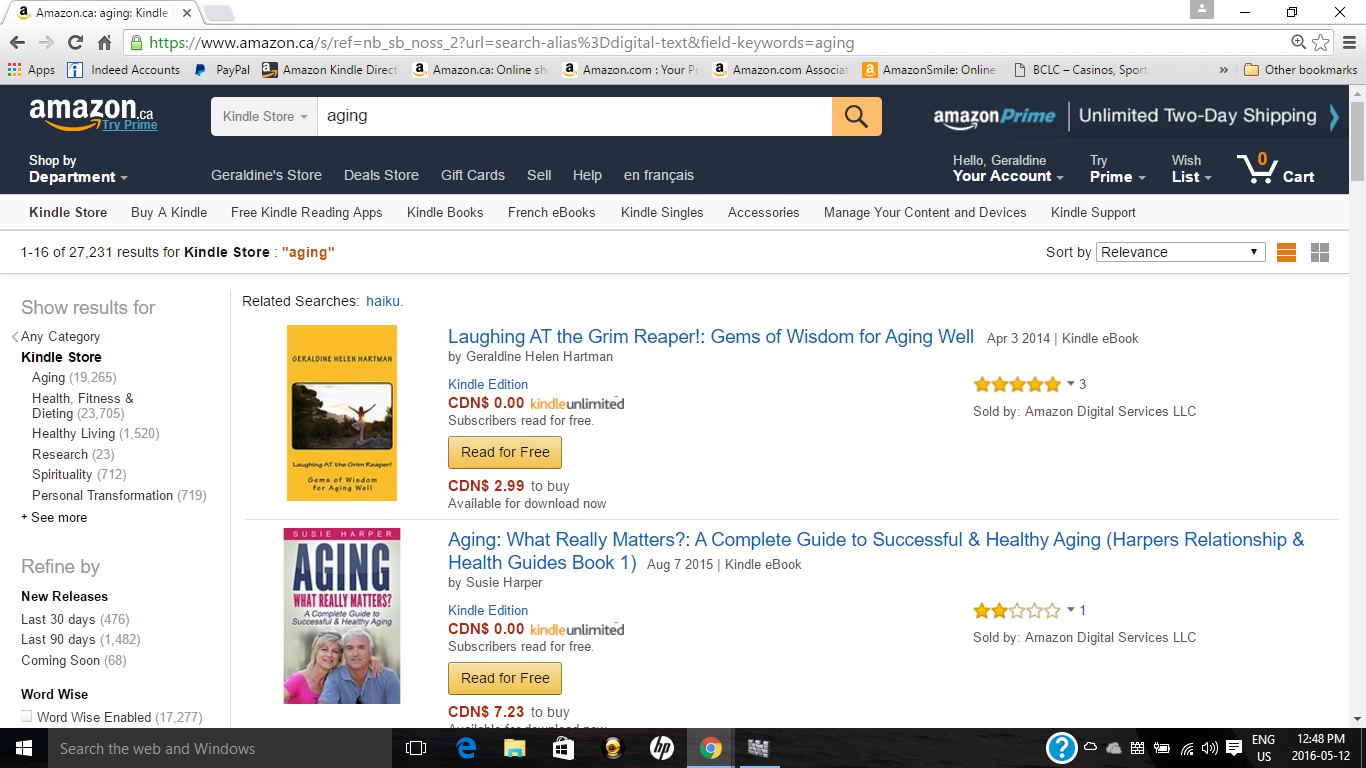 Amazon.ca: aging: Kindle
https://www.amazon.ca/s/ref=nb_sb_noss_2?url=search-alias%3Ddigital-text&field-keywords=aging
Apps Indeed Accounts PayPal Amazon Kindle Direct Amazon.ca: Online sh Amazon.com : Your Pr Amazon.com Associat AmazonSmile: Online BCLC – Casinos, Sport » Other bookmarks
amazon.ca
Try Prime
Kindle Store aging
amazonPrime Unlimited Two-Day Shipping
Shop by
Department
Geraldine's Store Deals Store Gift Cards Sell Help en français
Hello, Geraldine
Your Account
Try
Prime
Wish
List
0 Cart
Kindle Store Buy A Kindle Free Kindle Reading Apps Kindle Books French eBooks Kindle Singles Accessories Manage Your Content and Devices Kindle Support
1-16 of 27,231 results for Kindle Store : "aging"
Sort by Relevance
Show results for
Any Category
Kindle Store
Aging (19,265)
Health, Fitness &
Dieting (23,705)
Healthy Living (1,520)
Research (23)
Spirituality (712)
Personal Transformation (719)
+ See more
Refine by
New Releases
Last 30 days (476)
Last 90 days (1,482)
Coming Soon (68)
Word Wise
Word Wise Enabled (17,277)
Related Searches: haiku.
GERALDINE HELEN HARTMAN
Laughing AT the Grim Reaper!
Gems of Wisdom
for Aging Well
Laughing AT the Grim Reaper!: Gems of Wisdom for Aging Well Apr 3 2014 | Kindle eBook
by Geraldine Helen Hartman
Kindle Edition
CDN$ 0.00 kindleunlimited
Subscribers read for free.
Read for Free
CDN$ 2.99 to buy
Available for download now
3
Sold by: Amazon Digital Services LLC
SUSIE HARPER
AGING
WHAT REALLY MATTERS?
A Complete Guide to
Successful & Healthy Aging
Aging: What Really Matters?: A Complete Guide to Successful & Healthy Aging (Harpers Relationship &
Health Guides Book 1) Aug 7 2015 | Kindle eBook
by Susie Harper
Kindle Edition
CDN$ 0.00 kindleunlimited
Subscribers read for free.
Read for Free
CDN$ 7.23 to buy
Available for download now
1
Sold by: Amazon Digital Services LLC
Search the web and Windows
hp
?
ENG
US
12:48 PM
2016-05-12